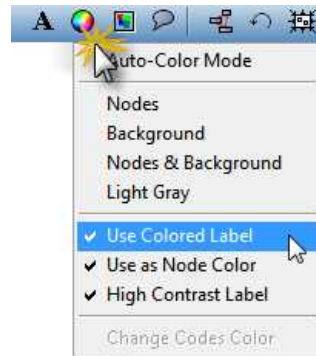 A
Auto-Color Mode
Nodes
Background
Nodes & Background
Light Gray
Use Colored Label
Use as Node Color
High Contrast Label
Change Codes Color